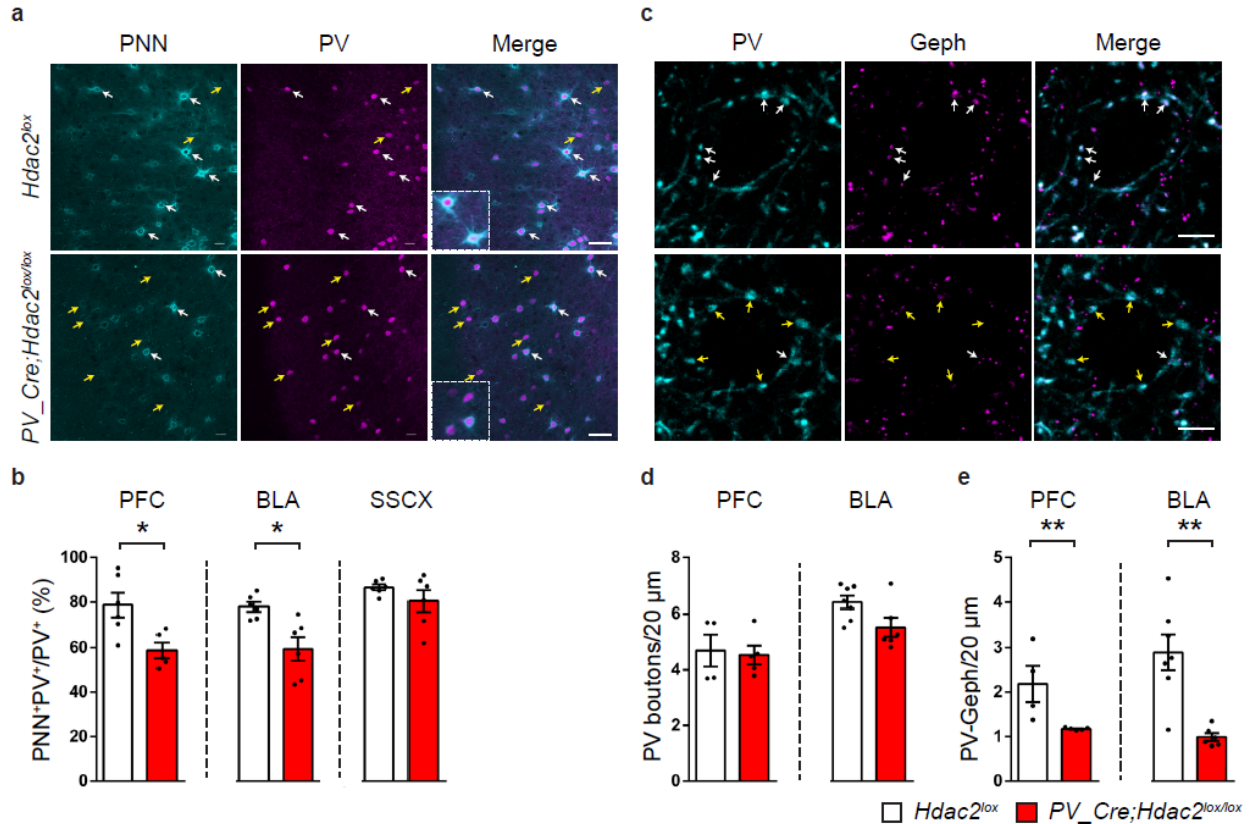 a
PNN PV Merge
Hdac2lox
PV_Cre;Hdac2lox/lox
c
PV Geph Merge
b
PFC BLA SSCX
* *
PNN+PV+/PV+ (%)
100
80
60
40
20
0
d
PFC BLA
PV boutons/20 µm
8
6
4
2
0
e
PFC BLA
** **
PV-Geph/20 µm
5
4
3
2
1
0
Hdac2lox PV_Cre;Hdac2lox/lox